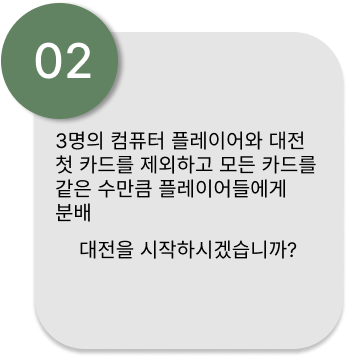 02
3명의 컴퓨터 플레이어와 대전
첫 카드를 제외하고 모든 카드를
같은 수만큼 플레이어들에게
분배
대전을 시작하시겠습니까?